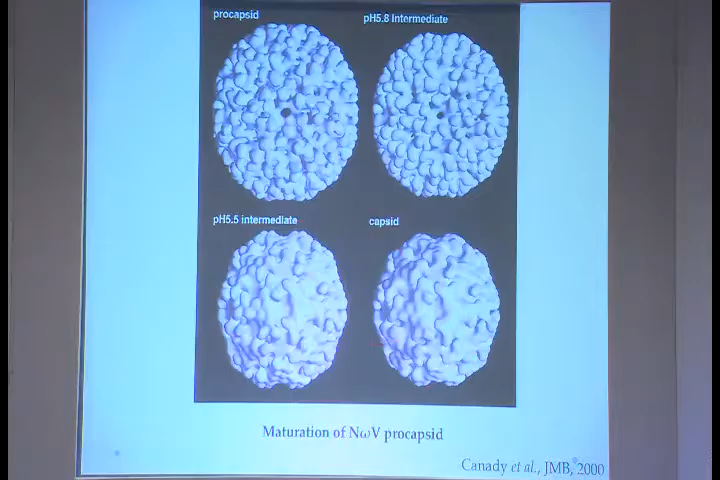 procapsid
pH5.8 intermediate
pH5.5 intermediate
capsid
Maturation of NωV procapsid
Canady et al., JMB, 2000